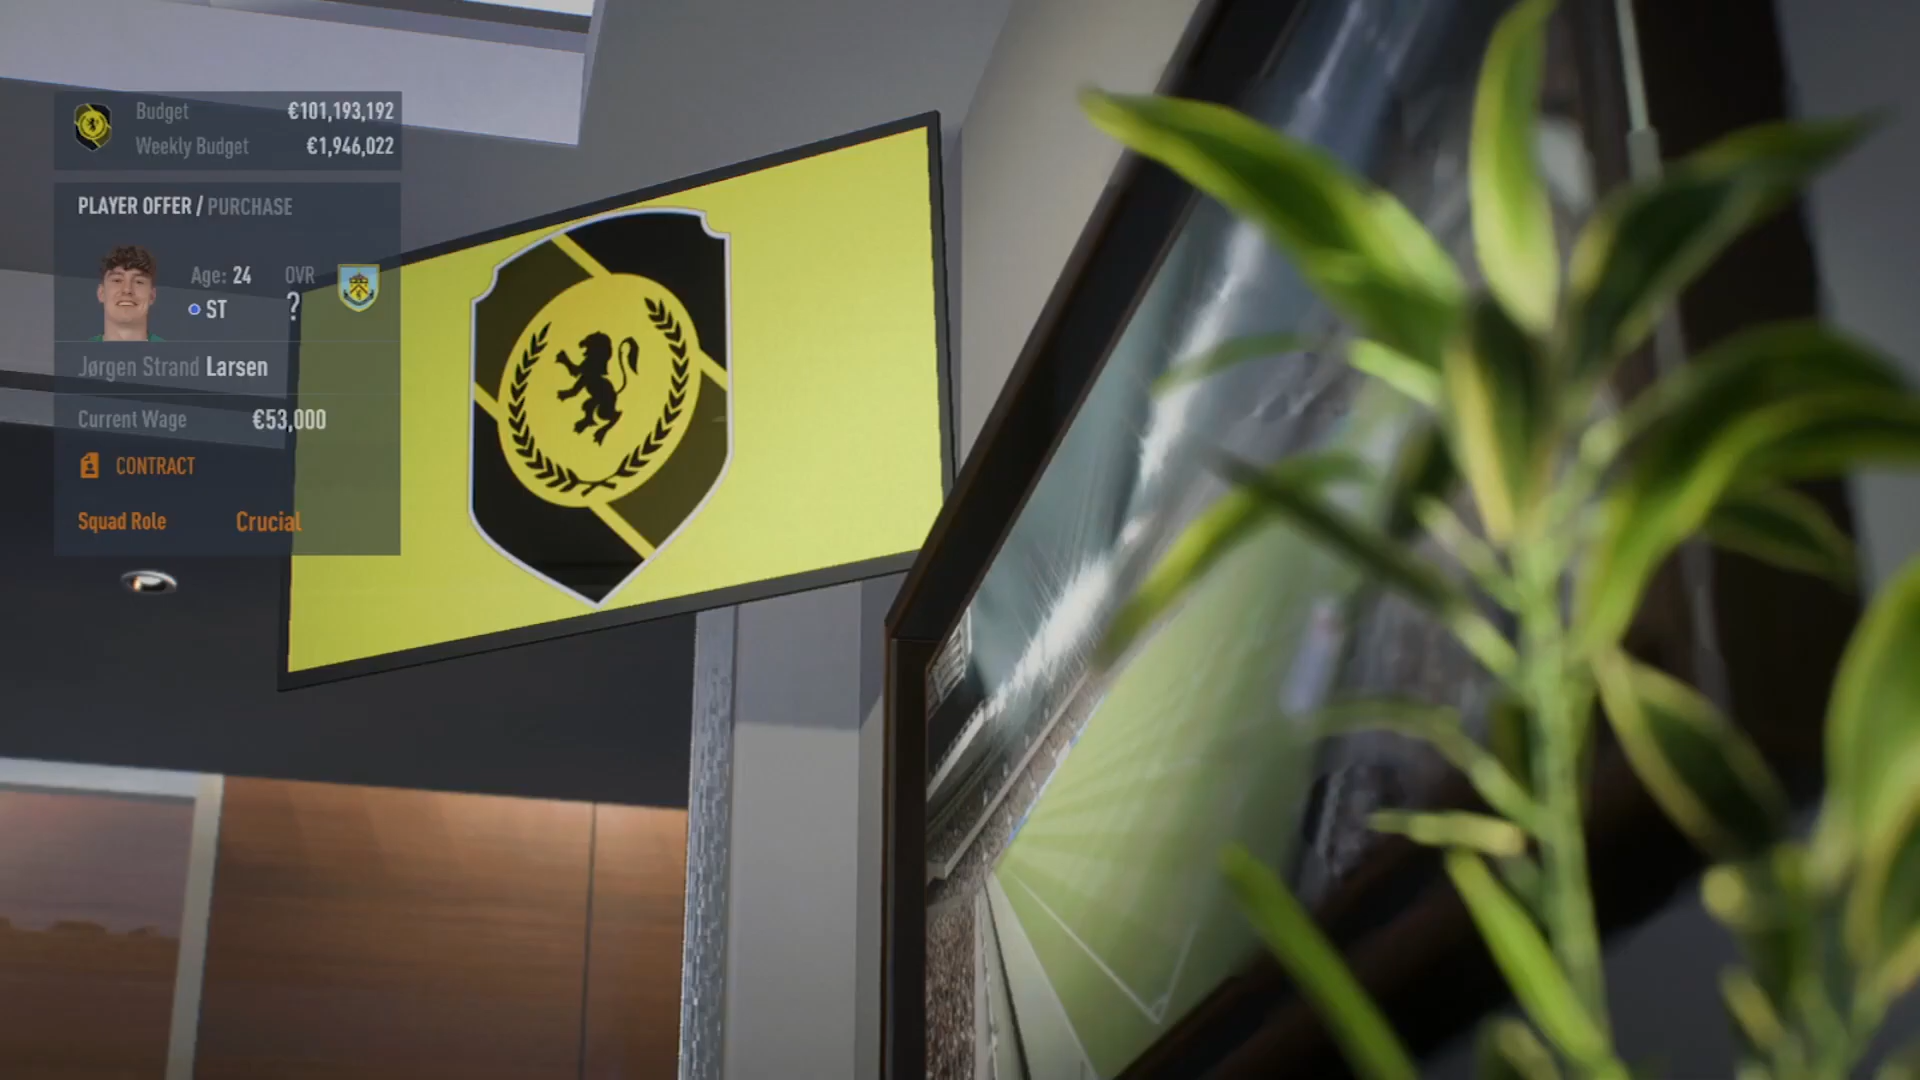 Budget €101,193,192
Weekly Budget €1,946,022
PLAYER OFFER / PURCHASE
Age: 24 OVR
ST ?
Jørgen Strand Larsen
Current Wage €53,000
CONTRACT
Squad Role Crucial